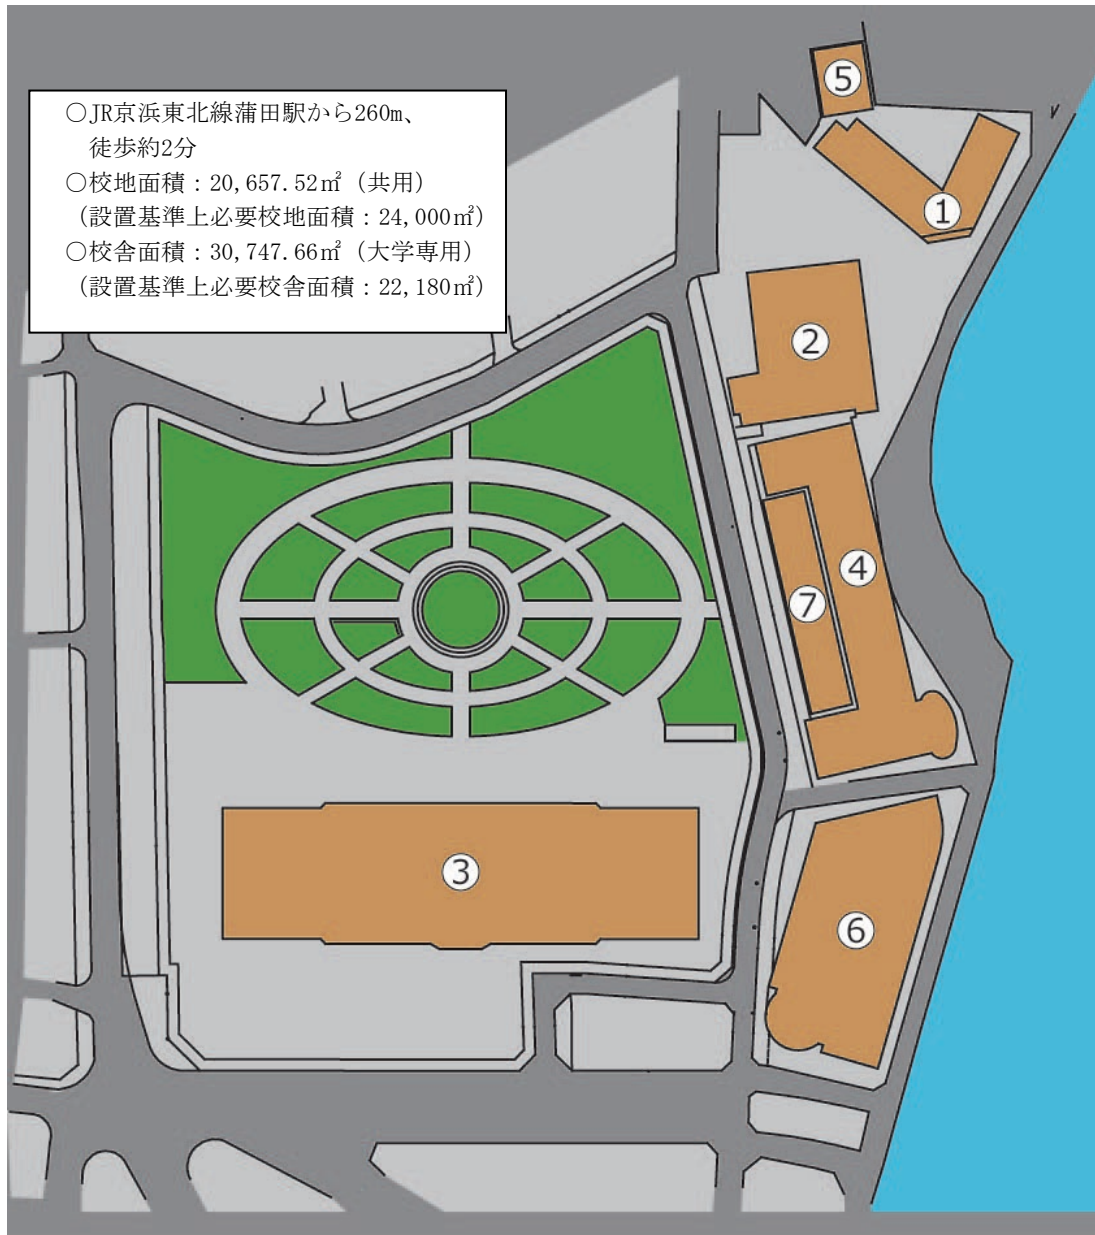 ○JR京浜東北線蒲田駅から260m、
徒歩約2分
○校地面積：20,657.52㎡（共用）
（設置基準上必要校地面積：24,000㎡）
○校舎面積：30,747.66㎡（大学専用）
（設置基準上必要校舎面積：22,180㎡）
⑤
①
②
④
⑦
③
⑥